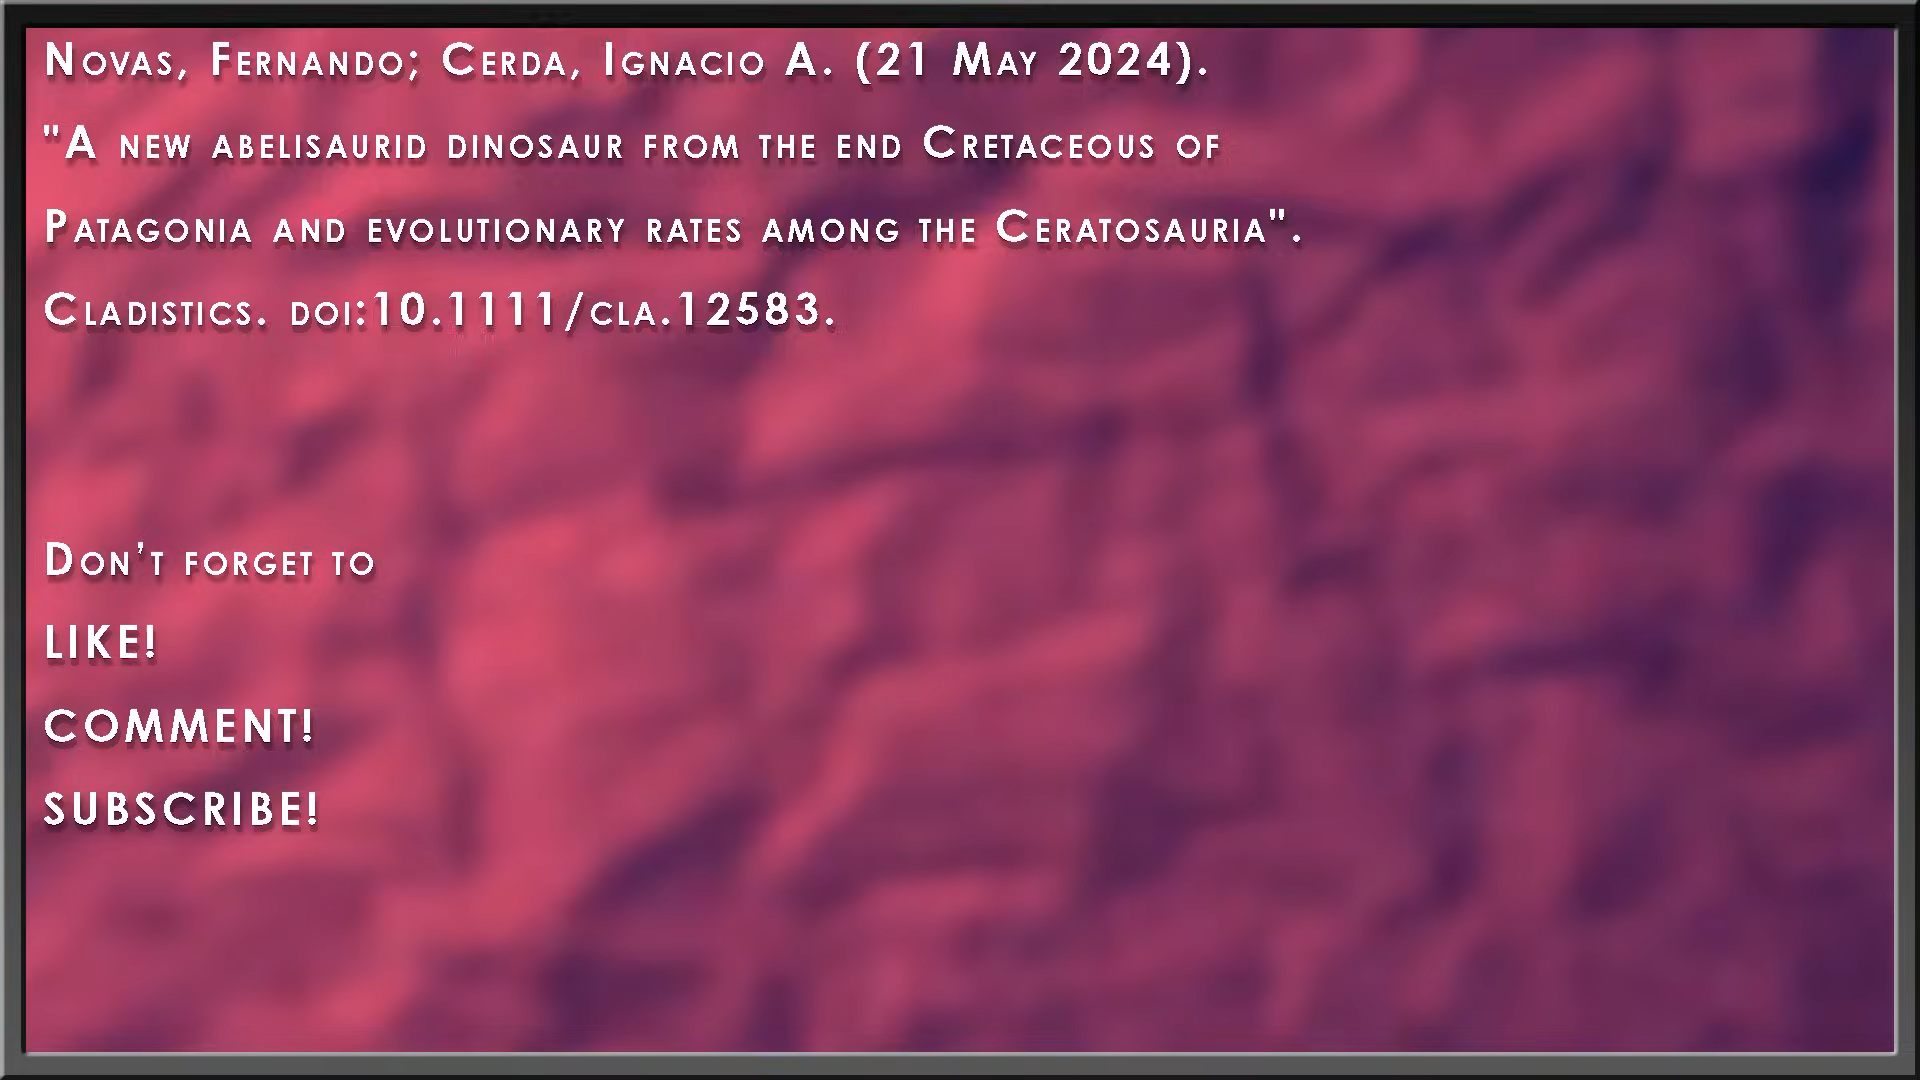 Novas, Fernando; Cerda, Ignacio A. (21 May 2024).
"A new abelisaurid dinosaur from the end Cretaceous of
Patagonia and evolutionary rates among the Ceratosauria".
Cladistics. doi:10.1111/cla.12583.
Don't forget to
LIKE!
COMMENT!
SUBSCRIBE!